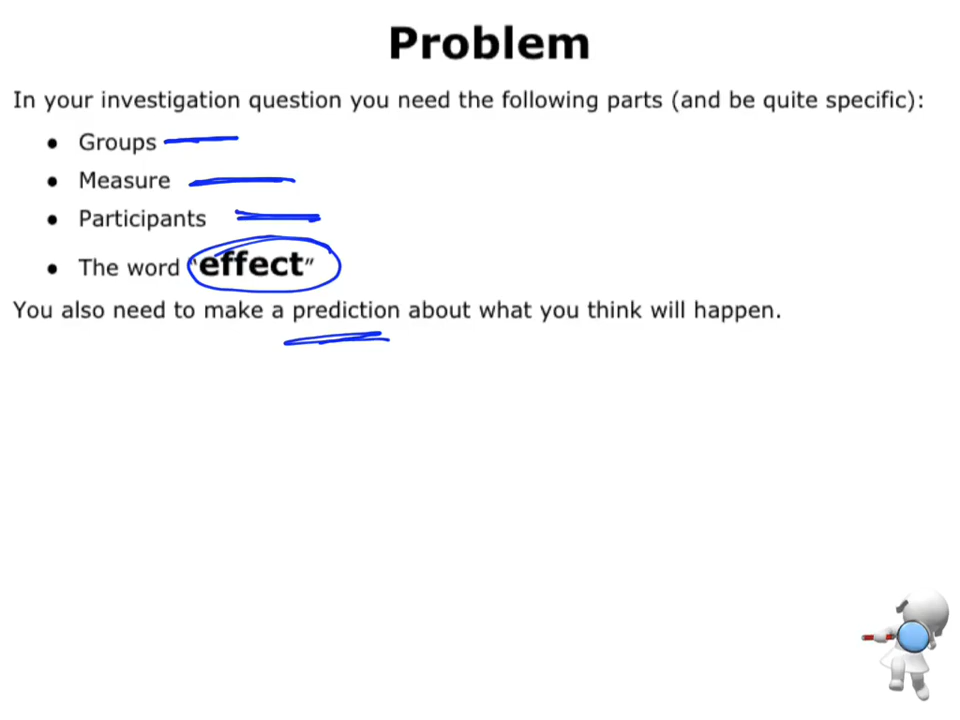 Problem
In your investigation question you need the following parts (and be quite specific):
● Groups
● Measure
● Participants
● The word “effect”
You also need to make a prediction about what you think will happen.